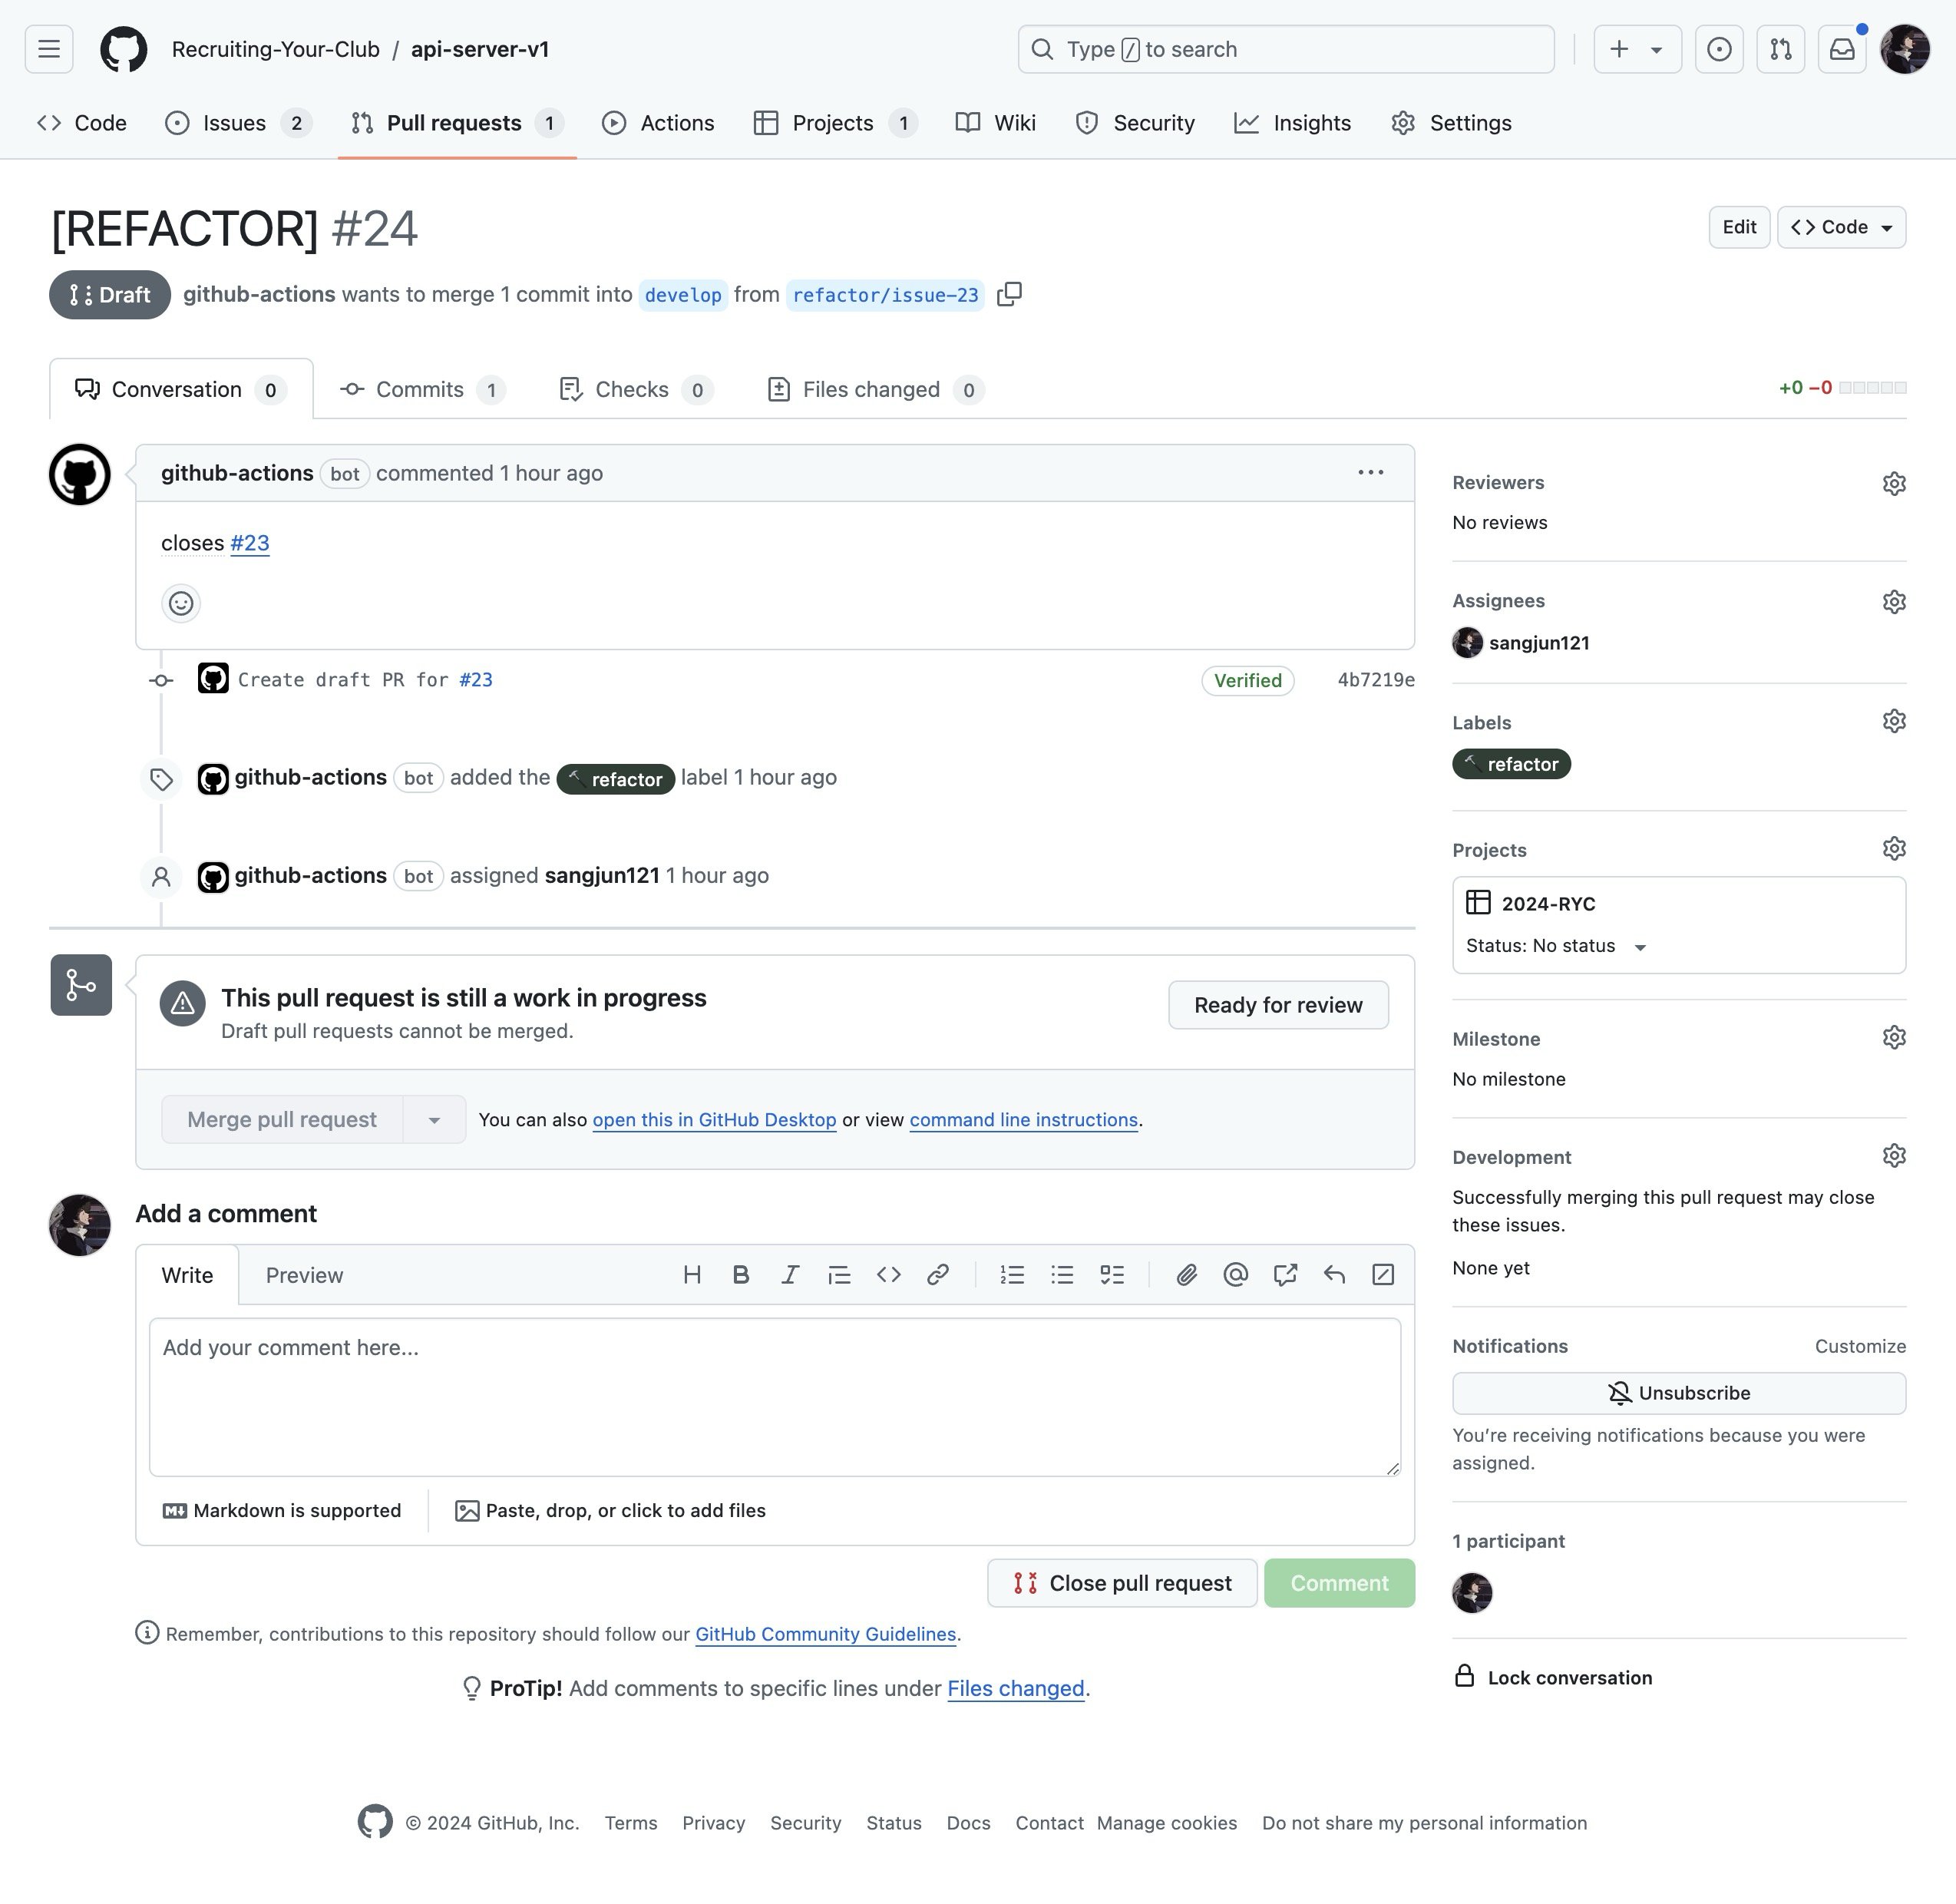 Recruiting-Your-Club / api-server-v1
Type / to search
Code
Issues 2
Pull requests 1
Actions
Projects 1
Wiki
Security
Insights
Settings
[REFACTOR] #24
Edit
Code
Draft
github-actions wants to merge 1 commit into develop from refactor/issue-23
Conversation 0
Commits 1
Checks 0
Files changed 0
+0 −0
github-actions bot commented 1 hour ago
closes #23
Create draft PR for #23
Verified
4b7219e
github-actions bot added the refactor label 1 hour ago
github-actions bot assigned sangjun121 1 hour ago
This pull request is still a work in progress
Draft pull requests cannot be merged.
Ready for review
Merge pull request
You can also open this in GitHub Desktop or view command line instructions.
Add a comment
Write
Preview
Add your comment here...
Markdown is supported
Paste, drop, or click to add files
Close pull request
Comment
Remember, contributions to this repository should follow our GitHub Community Guidelines.
ProTip! Add comments to specific lines under Files changed.
Reviewers
No reviews
Assignees
sangjun121
Labels
refactor
Projects
2024-RYC
Status: No status
Milestone
No milestone
Development
Successfully merging this pull request may close
these issues.
None yet
Notifications
Customize
Unsubscribe
You’re receiving notifications because you were
assigned.
1 participant
Lock conversation
© 2024 GitHub, Inc.
Terms
Privacy
Security
Status
Docs
Contact
Manage cookies
Do not share my personal information